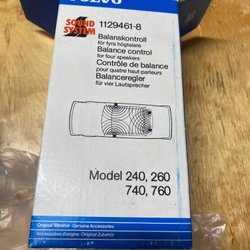 VOLVO
SOUND
SYSTEM
1129461-8
Balanskontroll
för fyra högtalare
Balance control
for four speakers
Contrôle de balance
pour quatre haut-parleurs
Balanceregler
für vier Lautsprecher
Model 240, 260
740, 760
Original Tillbehör · Genuine Accessories
Accessoires d'origine · Original Zubehör